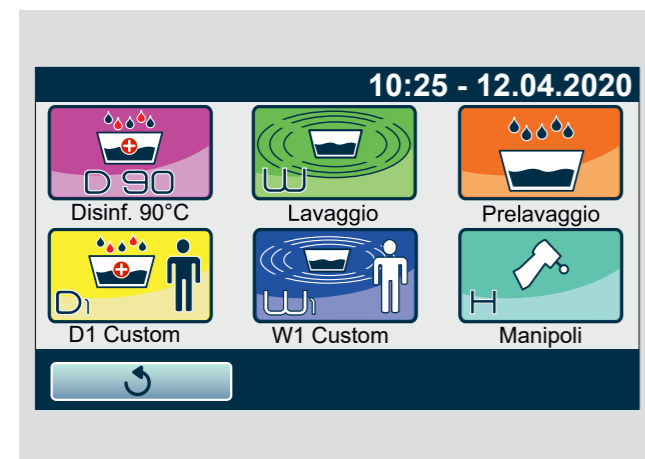 10:25 - 12.04.2020
D 90
W
Disinf. 90°C
Lavaggio
Prelavaggio
D1
W1
H
D1 Custom
W1 Custom
Manipoli